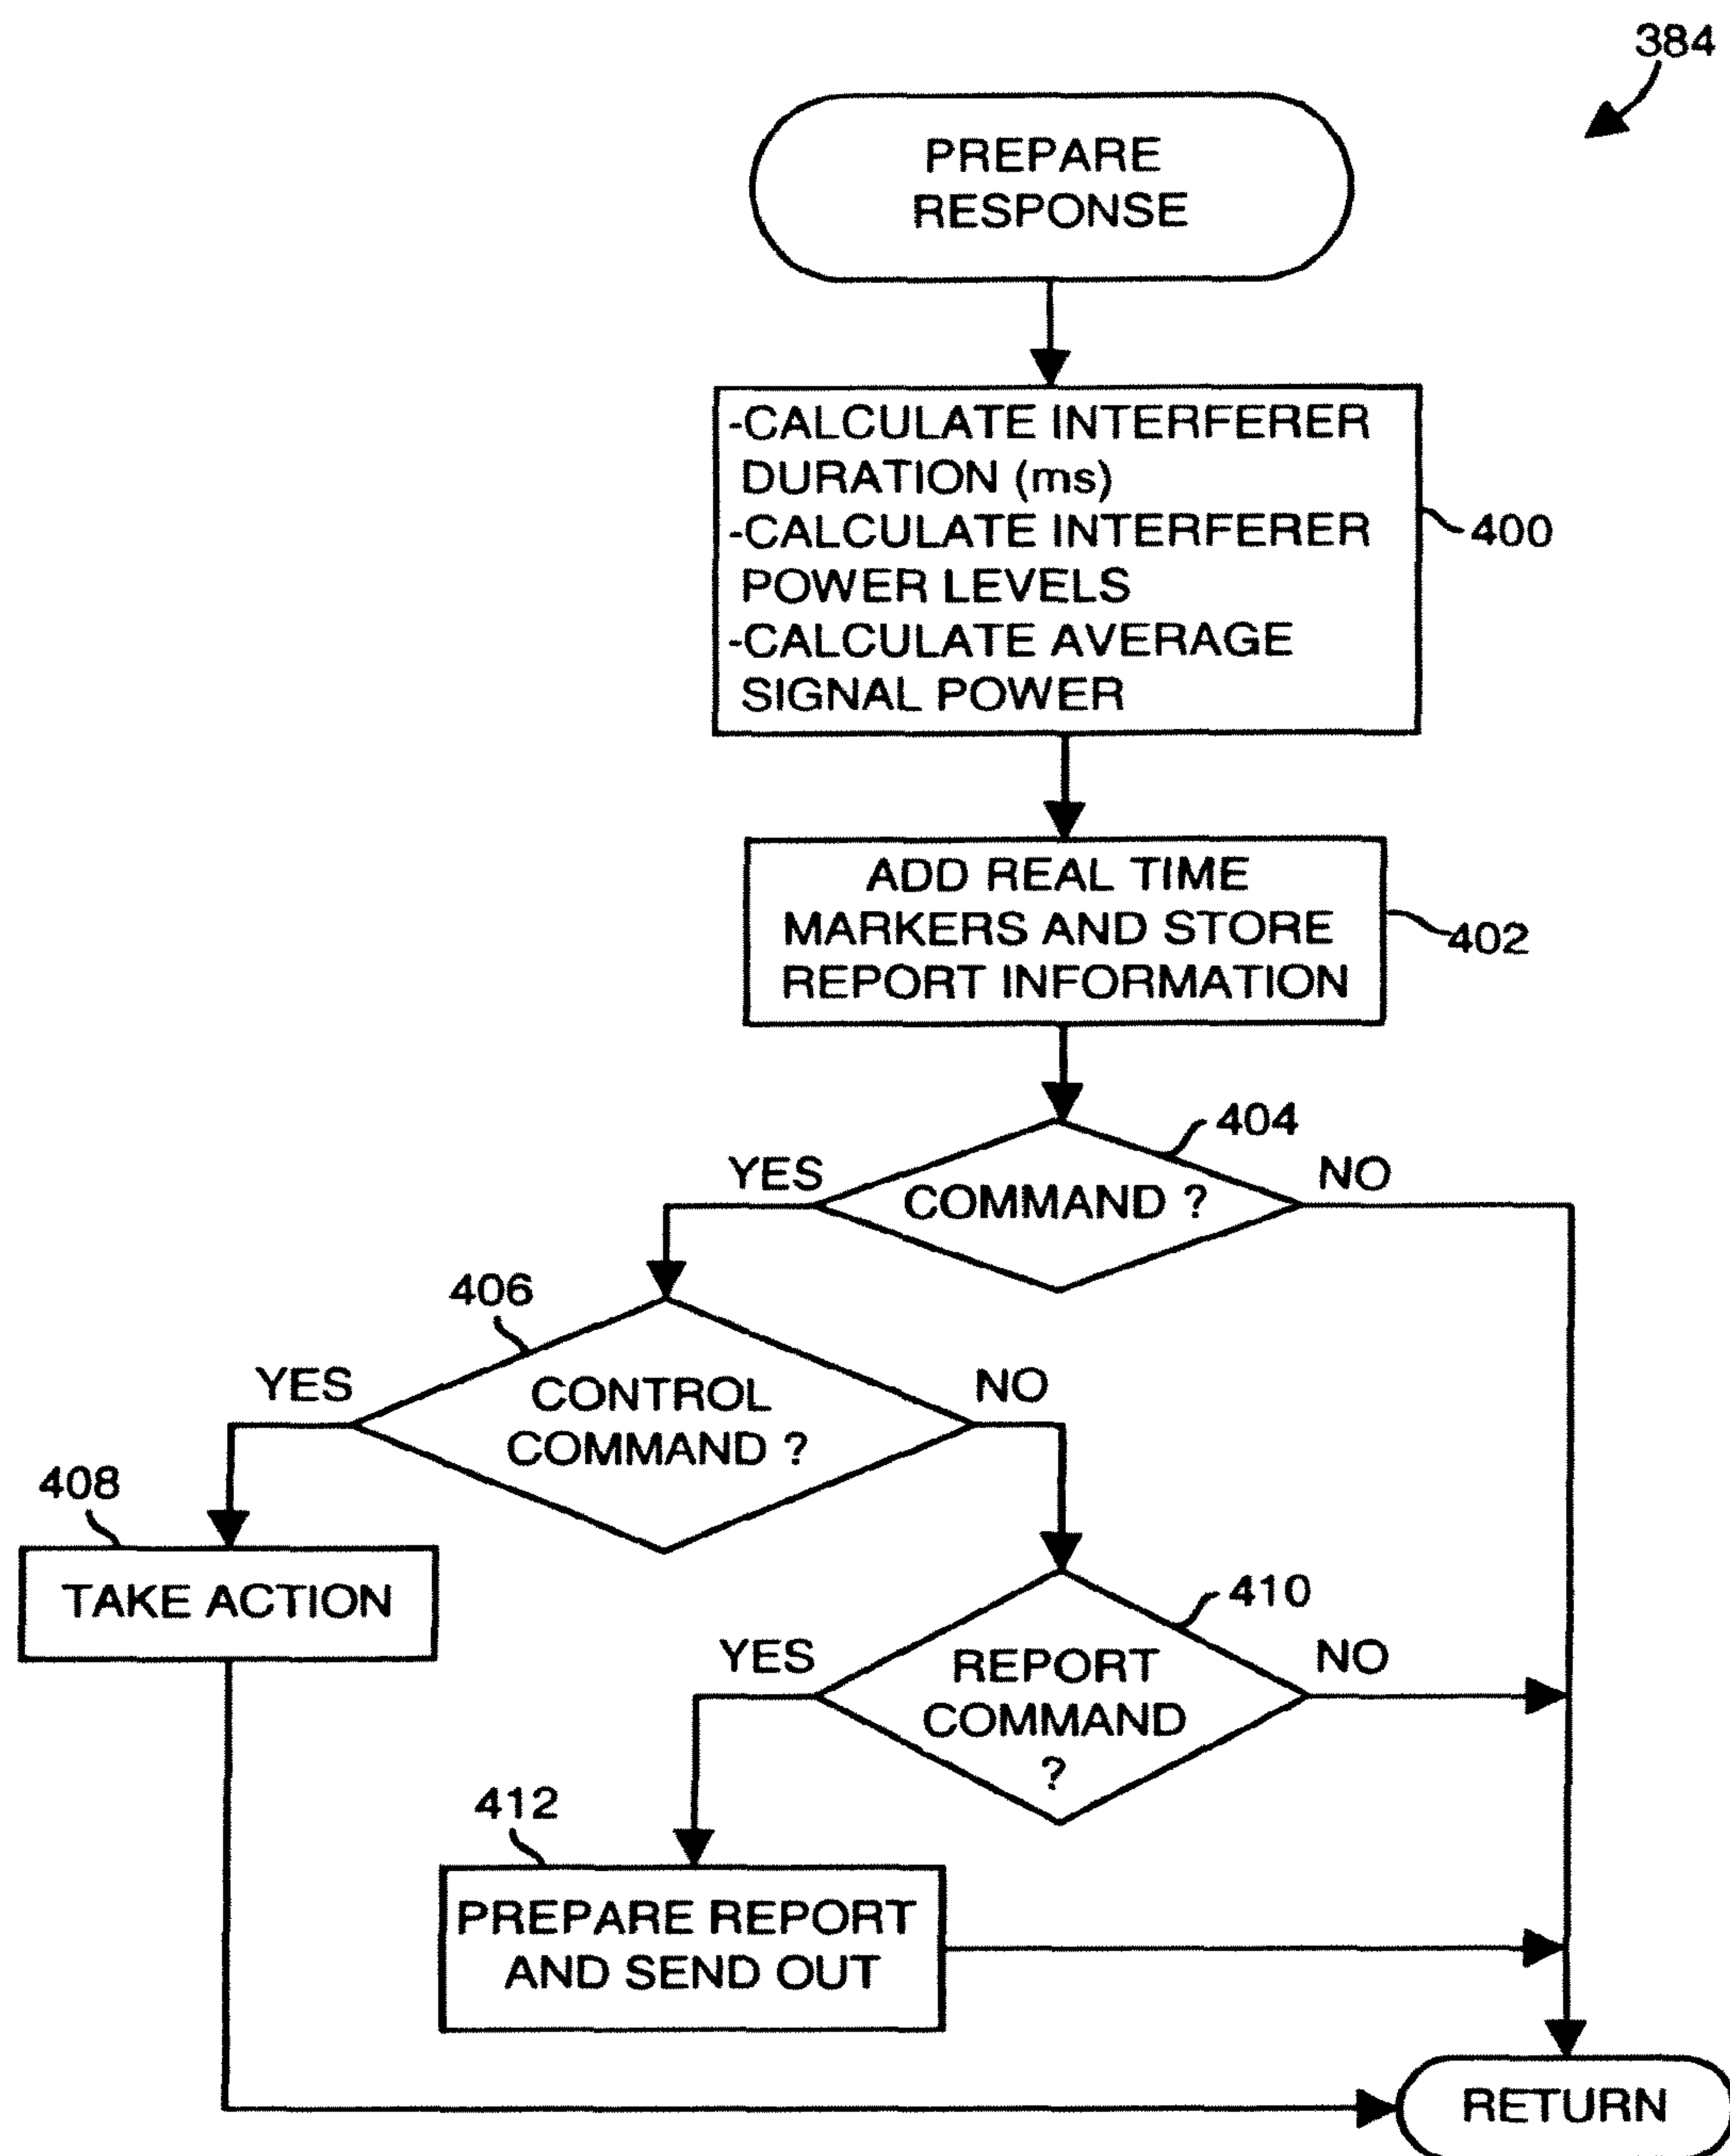 384
PREPARE
RESPONSE
-CALCULATE INTERFERER
DURATION (ms)
-CALCULATE INTERFERER
POWER LEVELS
-CALCULATE AVERAGE
SIGNAL POWER
400
ADD REAL TIME
MARKERS AND STORE
REPORT INFORMATION
402
404
YES
COMMAND ?
NO
406
YES
CONTROL
COMMAND ?
NO
408
TAKE ACTION
410
YES
REPORT
COMMAND
?
NO
412
PREPARE REPORT
AND SEND OUT
RETURN